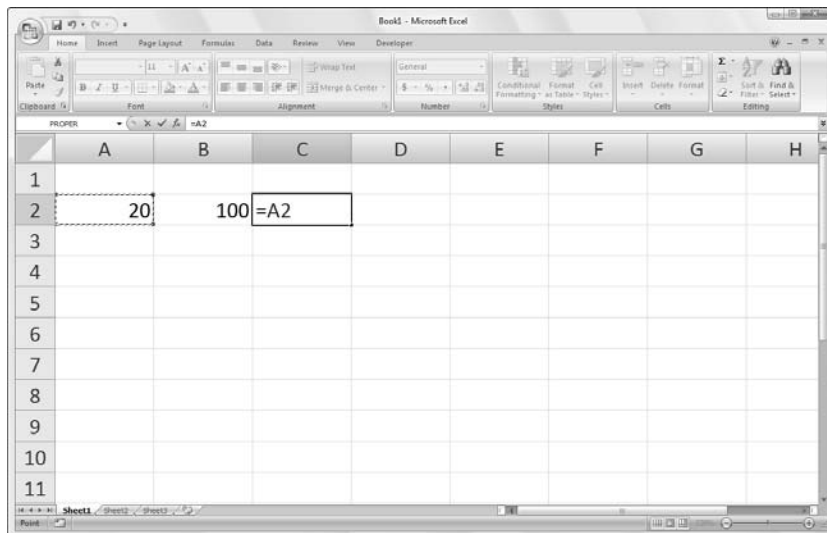 Book1 - Microsoft Excel
Home Insert Page Layout Formulas Data Review View Developer
Paste
11 A A
Wrap Text
General
B I U
Merge & Center
$ % ,
Conditional Formatting
Format as Table
Cell Styles
Insert Delete Format
Σ
Sort & Filter
Find & Select
Clipboard Font Alignment Number Styles Cells Editing
PROPER =A2
A B C D E F G H
1
2 20 100 =A2
3
4
5
6
7
8
9
10
11
Sheet1 Sheet2 Sheet3
Point